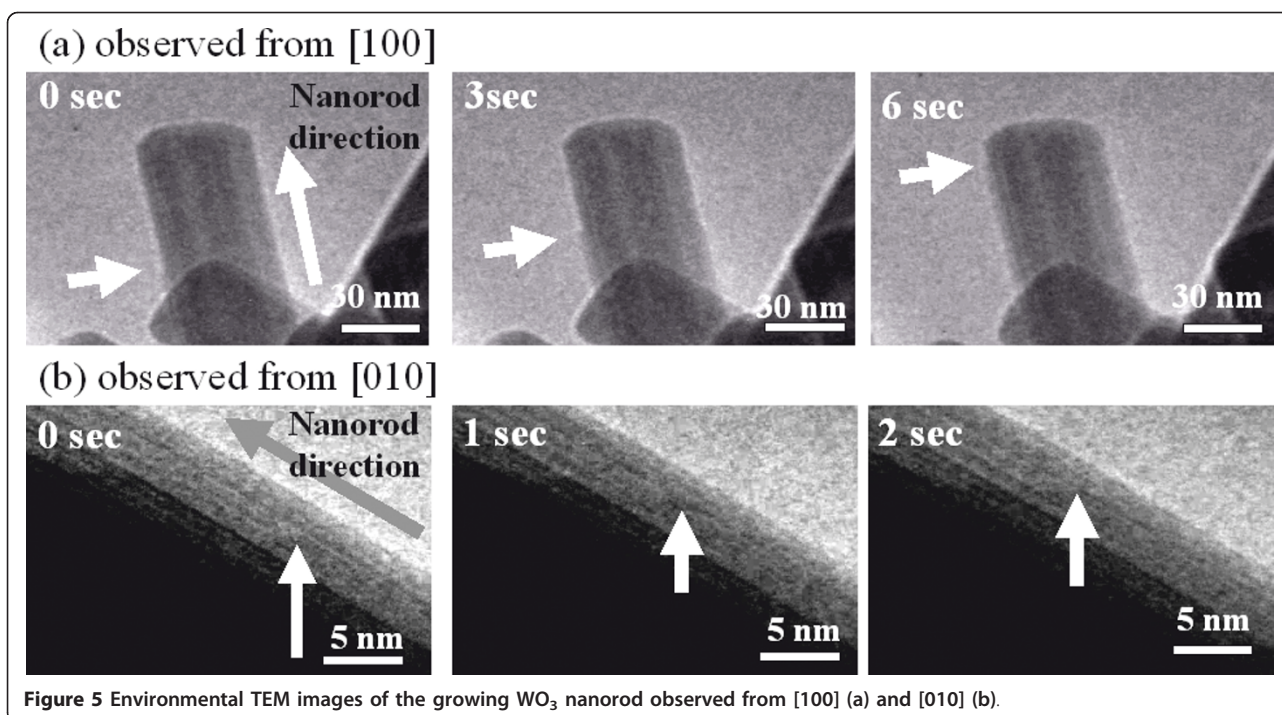 (a) observed from [100]
0 sec
Nanorod
direction
30 nm
3sec
30 nm
6 sec
30 nm
(b) observed from [010]
0 sec
Nanorod
direction
5 nm
1 sec
5 nm
2 sec
5 nm
Figure 5 Environmental TEM images of the growing WO₃ nanorod observed from [100] (a) and [010] (b).